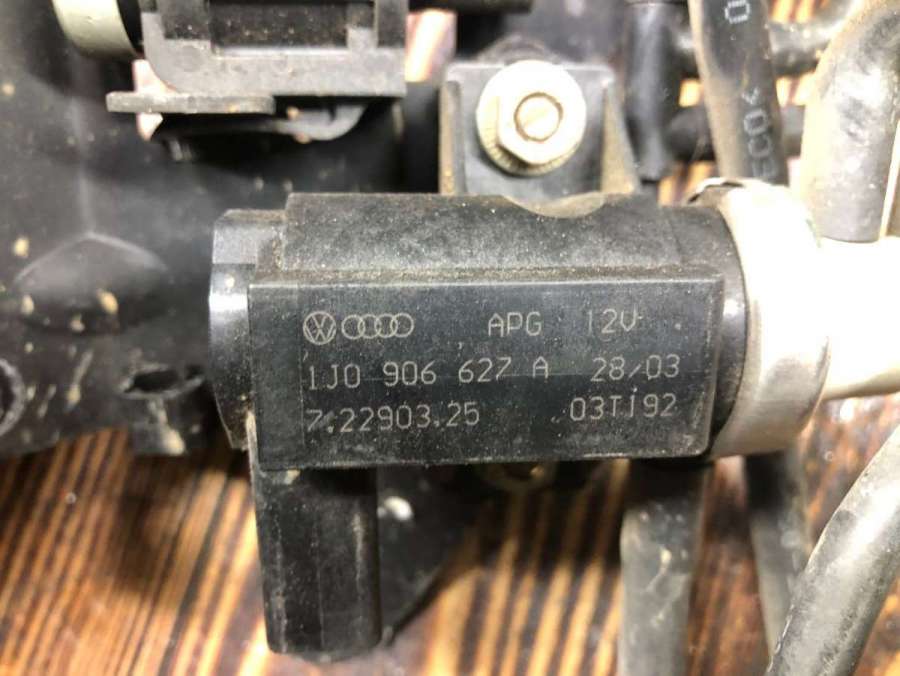 APG 12V
1J0 906 627 A 28/03
7.22903.25 03T192